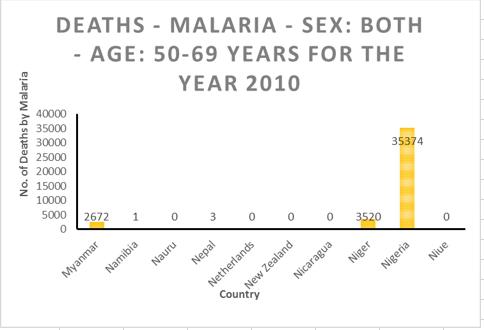 DEATHS - MALARIA - SEX: BOTH
- AGE: 50-69 YEARS FOR THE
YEAR 2010
No. of Deaths by Malaria
40000
35000
30000
25000
20000
15000
10000
5000
0
2672
1
0
3
0
0
0
3520
35374
0
Myanmar
Namibia
Nauru
Nepal
Netherlands
New Zealand
Nicaragua
Niger
Nigeria
Niue
Country